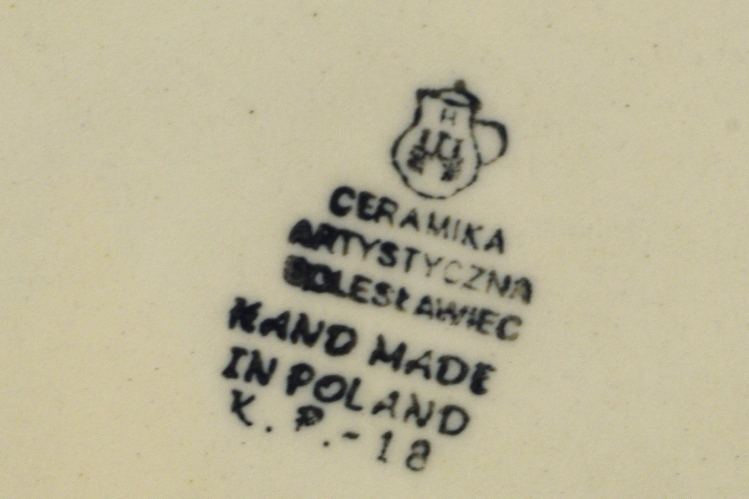 CERAMIKA
ARTYSTYCZNA
BOLESŁAWIEC
HAND MADE
IN POLAND
K.P.-18